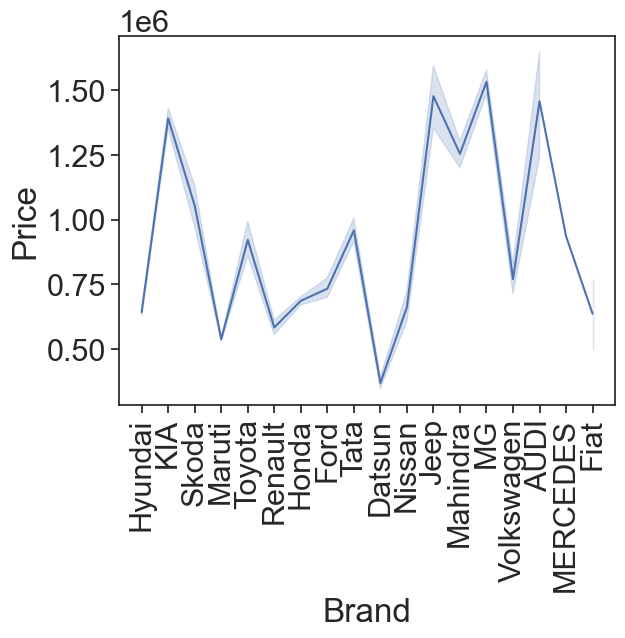 1e6
1.50
1.25
1.00
0.75
0.50
Price
Hyundai
KIA
Skoda
Maruti
Toyota
Renault
Honda
Ford
Tata
Datsun
Nissan
Jeep
Mahindra
MG
Volkswagen
AUDI
MERCEDES
Fiat
Brand